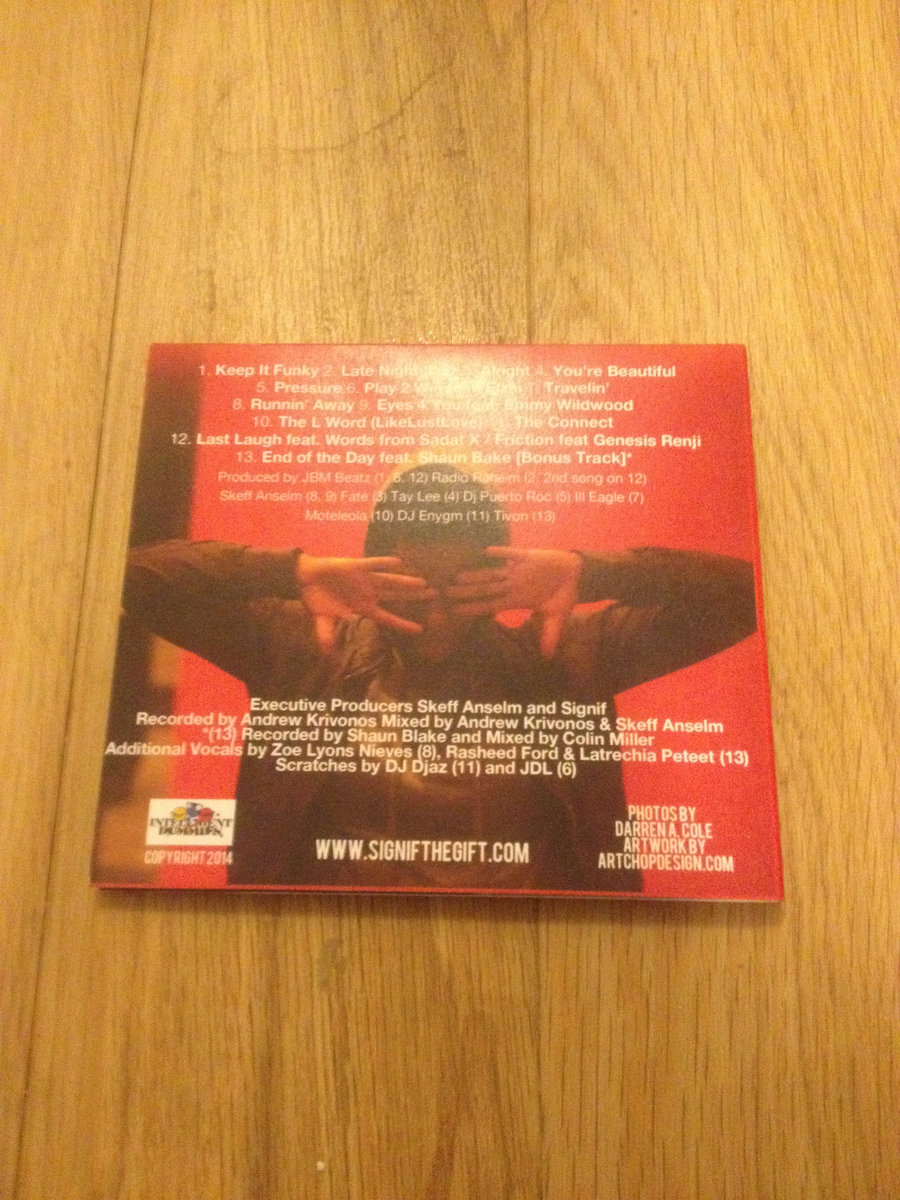 1. Keep It Funky 2. Late Night 3. Alright 4. You're Beautiful
5. Pressure 6. Play 2 7. Travelin'
8. Runnin' Away 9. Eyes 4 You feat. Emmy Wildwood
10. The L Word (LikeLustLove) 11. The Connect
12. Last Laugh feat. Words from Sadat X / Friction feat Genesis Renji
13. End of the Day feat. Shaun Bake [Bonus Track]*
Produced by JBM Beatz (1, 6, 12) Radio Raheim (2, 2nd song on 12)
Skeff Anselm (8, 9) Fate (3) Tay Lee (4) Dj Puerto Roc (5) Ill Eagle (7)
Moteleola (10) DJ Enygm (11) Tivon (13)
Executive Producers Skeff Anselm and Signif
Recorded by Andrew Krivonos Mixed by Andrew Krivonos & Skeff Anselm
*(13) Recorded by Shaun Blake and Mixed by Colin Miller
Additional Vocals by Zoe Lyons Nieves (8), Rasheed Ford & Latrechia Peteet (13)
Scratches by DJ Djaz (11) and JDL (6)
INTELLIGENT
DUMMIES
COPYRIGHT 2014
WWW.SIGNIFTHEGIFT.COM
PHOTOS BY
DARREN A. COLE
ARTWORK BY
ARTCHOPDESIGN.COM